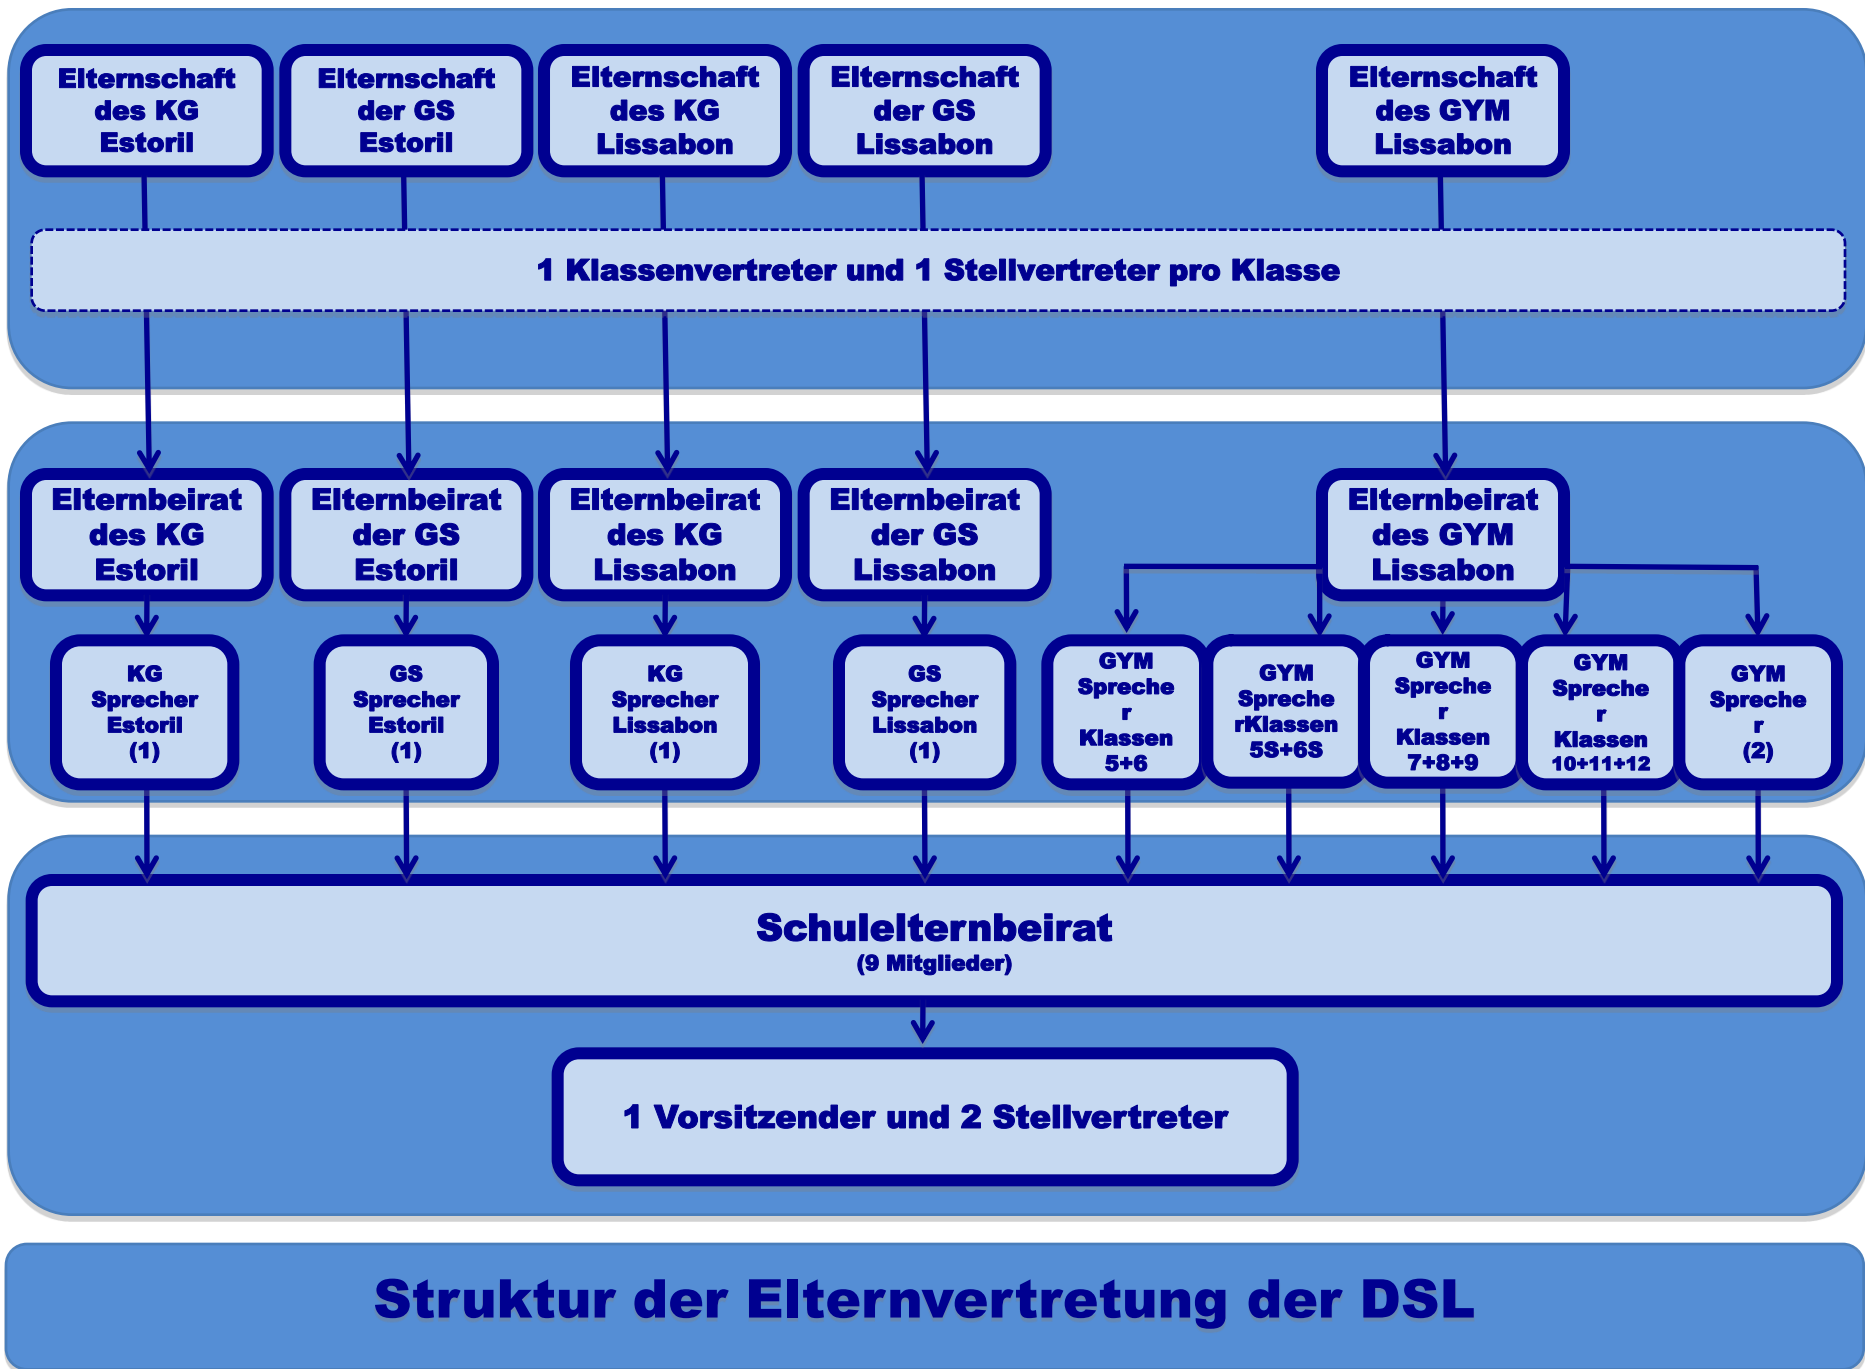 Elternschaft
des KG
Estoril
Elternschaft
der GS
Estoril
Elternschaft
des KG
Lissabon
Elternschaft
der GS
Lissabon
Elternschaft
des GYM
Lissabon
1 Klassenvertreter und 1 Stellvertreter pro Klasse
Elternbeirat
des KG
Estoril
Elternbeirat
der GS
Estoril
Elternbeirat
des KG
Lissabon
Elternbeirat
der GS
Lissabon
Elternbeirat
des GYM
Lissabon
KG
Sprecher
Estoril
(1)
GS
Sprecher
Estoril
(1)
KG
Sprecher
Lissabon
(1)
GS
Sprecher
Lissabon
(1)
GYM
Spreche
r
Klassen
5+6
GYM
Spreche
rKlassen
5S+6S
GYM
Spreche
r
Klassen
7+8+9
GYM
Spreche
r
Klassen
10+11+12
GYM
Spreche
r
(2)
Schulelternbeirat
(9 Mitglieder)
1 Vorsitzender und 2 Stellvertreter
Struktur der Elternvertretung der DSL